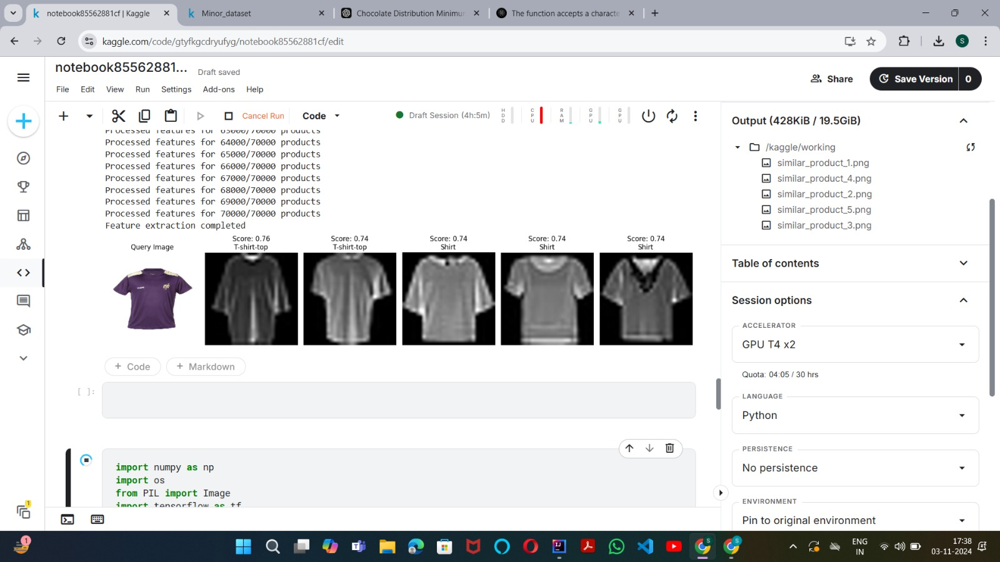 notebook85562881cf | Kaggle
Minor_dataset
Chocolate Distribution Minimum
The function accepts a characte
kaggle.com/code/gtyfkgcdryufyg/notebook85562881cf/edit
S
notebook85562881...
Draft saved
File Edit View Run Settings Add-ons Help
Share
Save Version 0
Cancel Run
Code
Draft Session (4h:5m)
HDD
CPU
RAM
GPU
GPU
Processed features for 63000/70000 products
Processed features for 64000/70000 products
Processed features for 65000/70000 products
Processed features for 66000/70000 products
Processed features for 67000/70000 products
Processed features for 68000/70000 products
Processed features for 69000/70000 products
Processed features for 70000/70000 products
Feature extraction completed
Query Image
Score: 0.76
T-shirt-top
Score: 0.74
T-shirt-top
Score: 0.74
Shirt
Score: 0.74
Shirt
Score: 0.74
Shirt
+ Code
+ Markdown
[ ]:
import numpy as np
import os
from PIL import Image
import tensorflow as tf
Output (428KiB / 19.5GiB)
/kaggle/working
similar_product_1.png
similar_product_4.png
similar_product_2.png
similar_product_5.png
similar_product_3.png
Table of contents
Session options
ACCELERATOR
GPU T4 x2
Quota: 04:05 / 30 hrs
LANGUAGE
Python
PERSISTENCE
No persistence
ENVIRONMENT
Pin to original environment
1
1
ENG
IN
17:38
03-11-2024